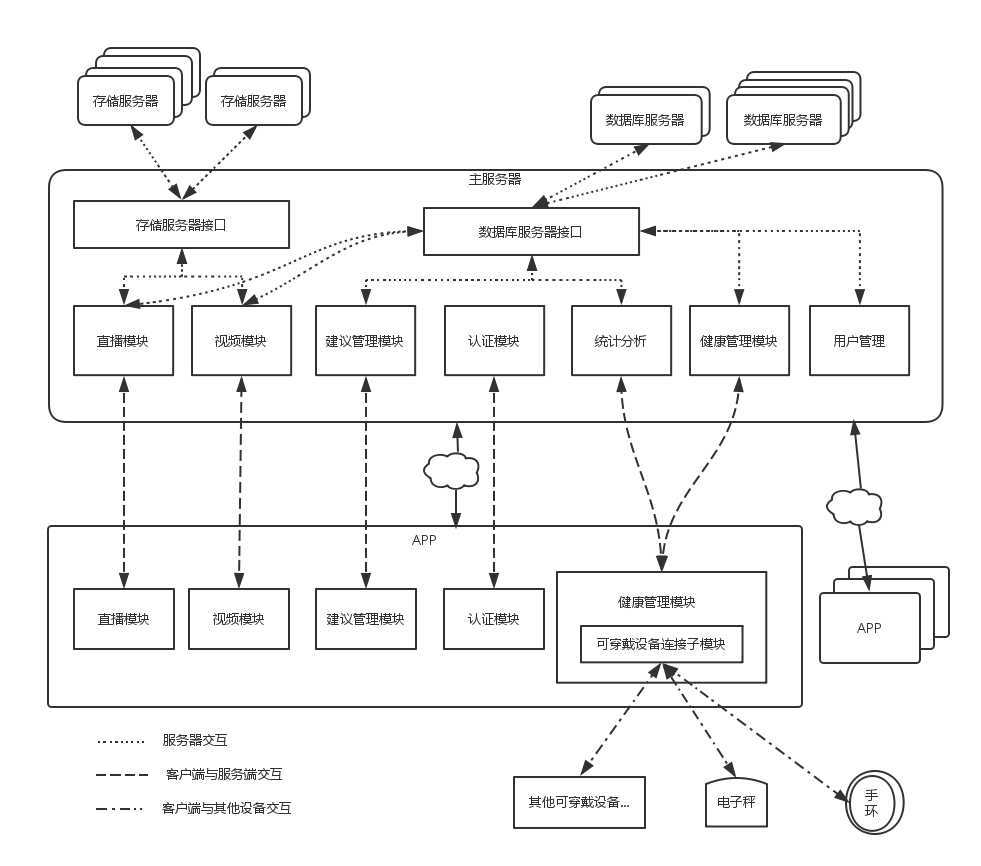 存储服务器
存储服务器
数据库服务器
数据库服务器
主服务器
存储服务器接口
数据库服务器接口
直播模块
视频模块
建议管理模块
认证模块
统计分析
健康管理模块
用户管理
APP
直播模块
视频模块
建议管理模块
认证模块
健康管理模块
可穿戴设备连接子模块
APP
服务器交互
客户端与服务端交互
客户端与其他设备交互
其他可穿戴设备...
电子秤
手
环